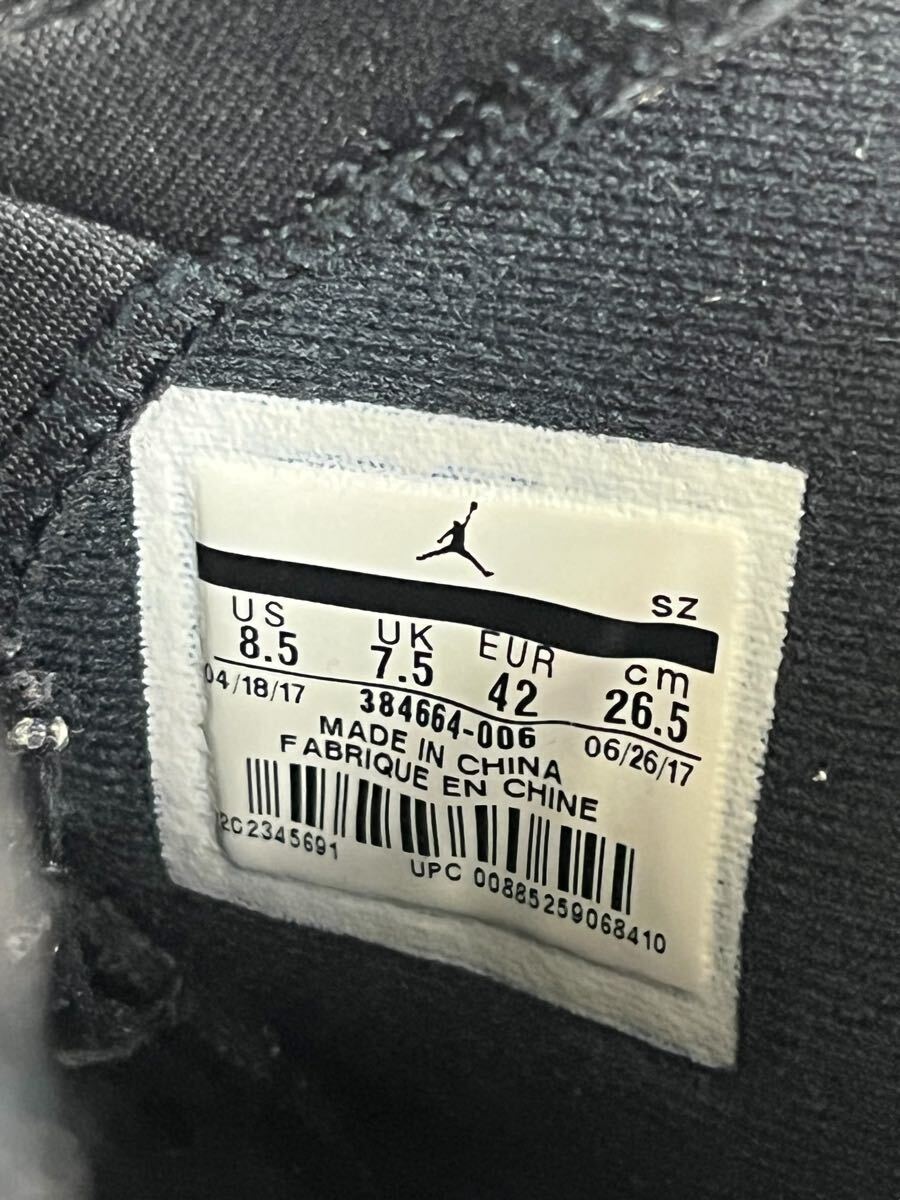 SZ
US UK EUR cm
8.5 7.5 42 26.5
04/18/17 384664-006 06/26/17
MADE IN CHINA
FABRIQUE EN CHINE
UPC 00885259068410